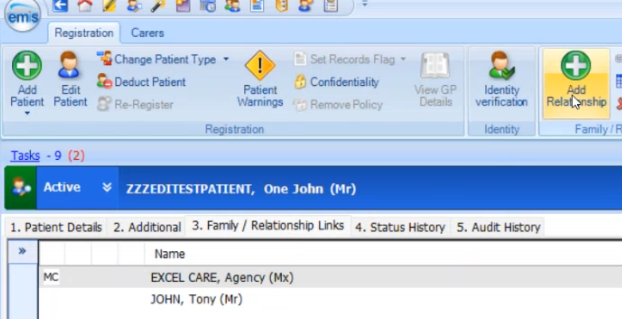 emis
Registration Carers
Add Patient
Edit Patient
Change Patient Type
Deduct Patient
Re-Register
Patient Warnings
Set Records Flag
Confidentiality
Remove Policy
View GP Details
Identity verification
Add Relationship
Registration
Identity
Family / R
Tasks - 9 (2)
Active ZZZEDITESTPATIENT, One John (Mr)
1. Patient Details 2. Additional 3. Family / Relationship Links 4. Status History 5. Audit History
» Name
MC EXCEL CARE, Agency (Mx)
JOHN, Tony (Mr)